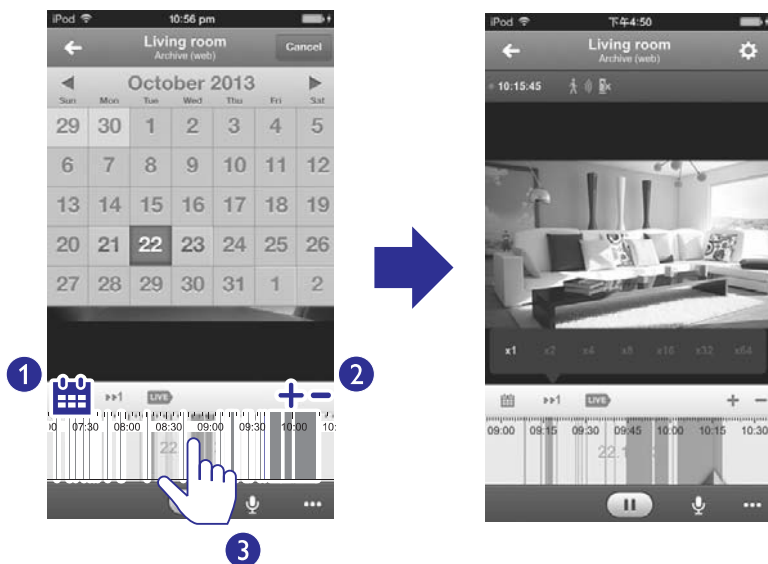 iPod 10:56 pm
Living room
Archive (web)
Cancel
October 2013
Sun Mon Tue Wed Thu Fri Sat
29 30 1 2 3 4 5
6 7 8 9 10 11 12
13 14 15 16 17 18 19
20 21 22 23 24 25 26
27 28 29 30 31 1 2
1
1 LIVE
2
07:30 08:00 08:30 09:00 09:30 10:00 10:
22
3
iPod 下午4:50
Living room
Archive (web)
10:15:45
x1 x2 x4 x8 x16 x32 x64
1 LIVE
09:00 09:15 09:30 09:45 10:00 10:15 10:30
22.1